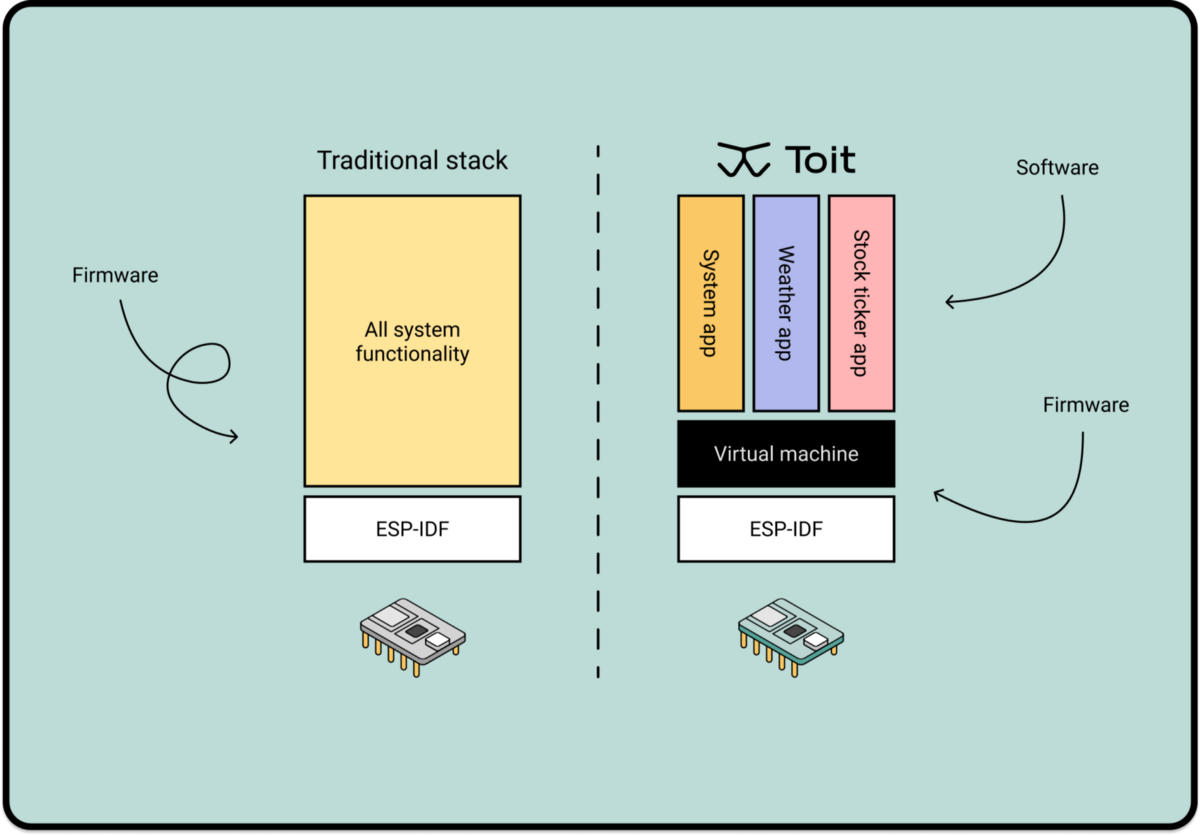 Traditional stack
Firmware
All system
functionality
ESP-IDF
Toit
System app
Weather app
Stock ticker app
Virtual machine
ESP-IDF
Software
Firmware